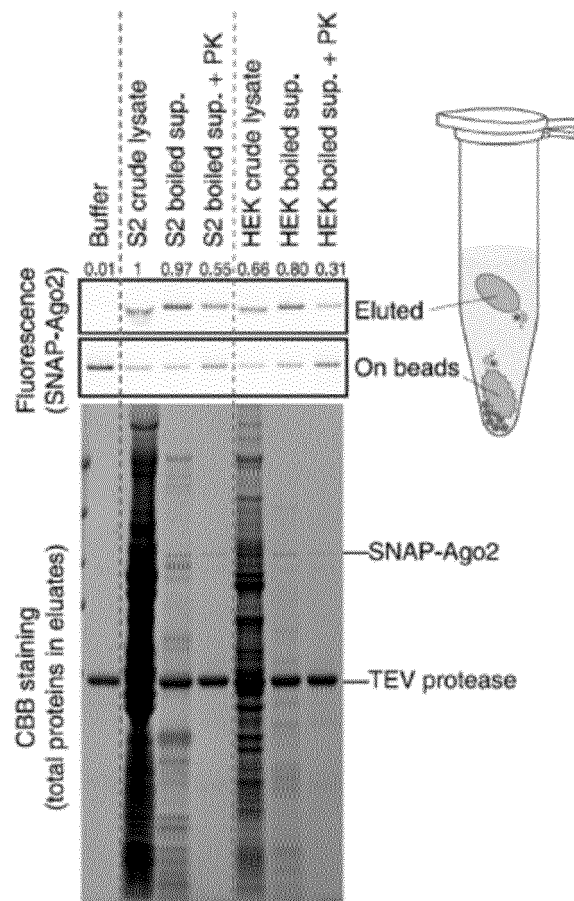 Buffer
S2 crude lysate
S2 boiled sup.
S2 boiled sup. + PK
HEK crude lysate
HEK boiled sup.
HEK boiled sup. + PK
0.01 1 0.97 0.55 0.66 0.80 0.31
Fluorescence
(SNAP-Ago2)
Eluted
On beads
CBB staining
(total proteins in eluates)
SNAP-Ago2
TEV protease